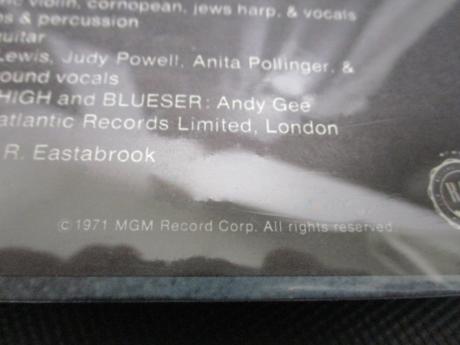 violin, cornopean, jews harp, & vocals
& percussion
Lewis, Judy Powell, Anita Pollinger, &
ound vocals
HIGH and BLUESER: Andy Gee
atlantic Records Limited, London
R. Eastabrook
© 1971 MGM Record Corp. All rights reserved